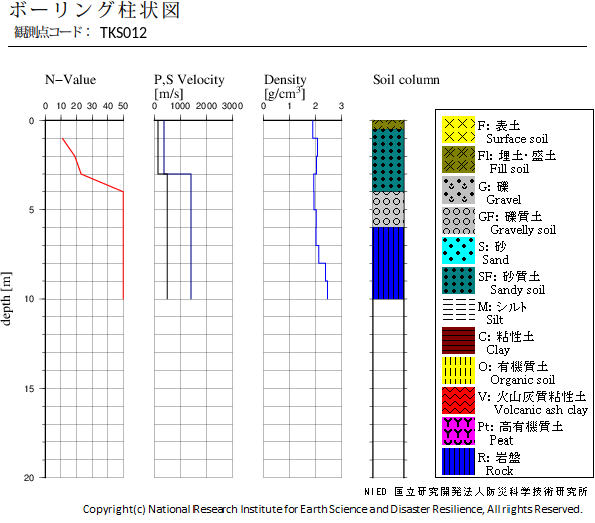 ボーリング柱状図
観測点コード： TKS012
N−Value
P,S Velocity
[m/s]
Density
[g/cm3]
Soil column
0 10 20 30 40 50
0 1000 2000 3000
0 1 2 3
0
5
10
15
20
depth [m]
F: 表土
Surface soil
Fl: 埋土・盛土
Fill soil
G: 礫
Gravel
GF: 礫質土
Gravelly soil
S: 砂
Sand
SF: 砂質土
Sandy soil
M: シルト
Silt
C: 粘性土
Clay
O: 有機質土
Organic soil
V: 火山灰質粘性土
Volcanic ash clay
Pt: 高有機質土
Peat
R: 岩盤
Rock
NIED 国立研究開発法人防災科学技術研究所
Copyright(c) National Research Institute for Earth Science and Disaster Resilience, All rights Reserved.